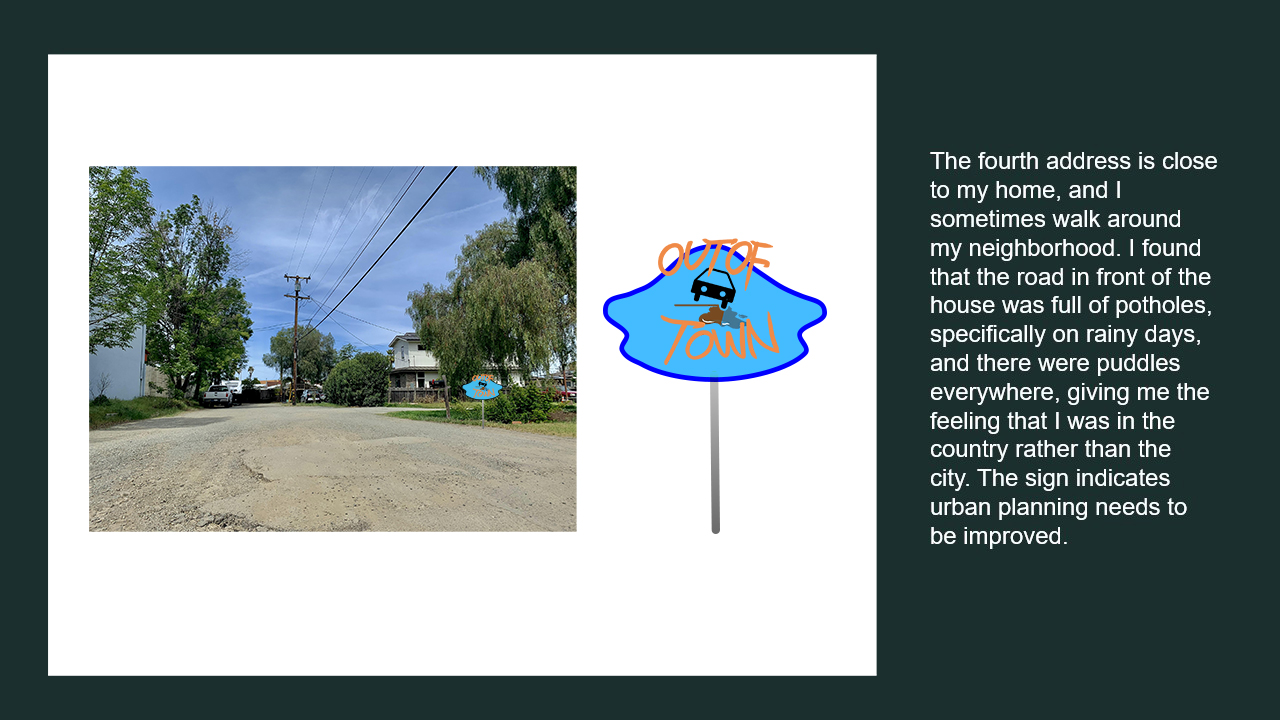 OUT OF
TOWN
The fourth address is close
to my home, and I
sometimes walk around
my neighborhood. I found
that the road in front of the
house was full of potholes,
specifically on rainy days,
and there were puddles
everywhere, giving me the
feeling that I was in the
country rather than the
city. The sign indicates
urban planning needs to
be improved.